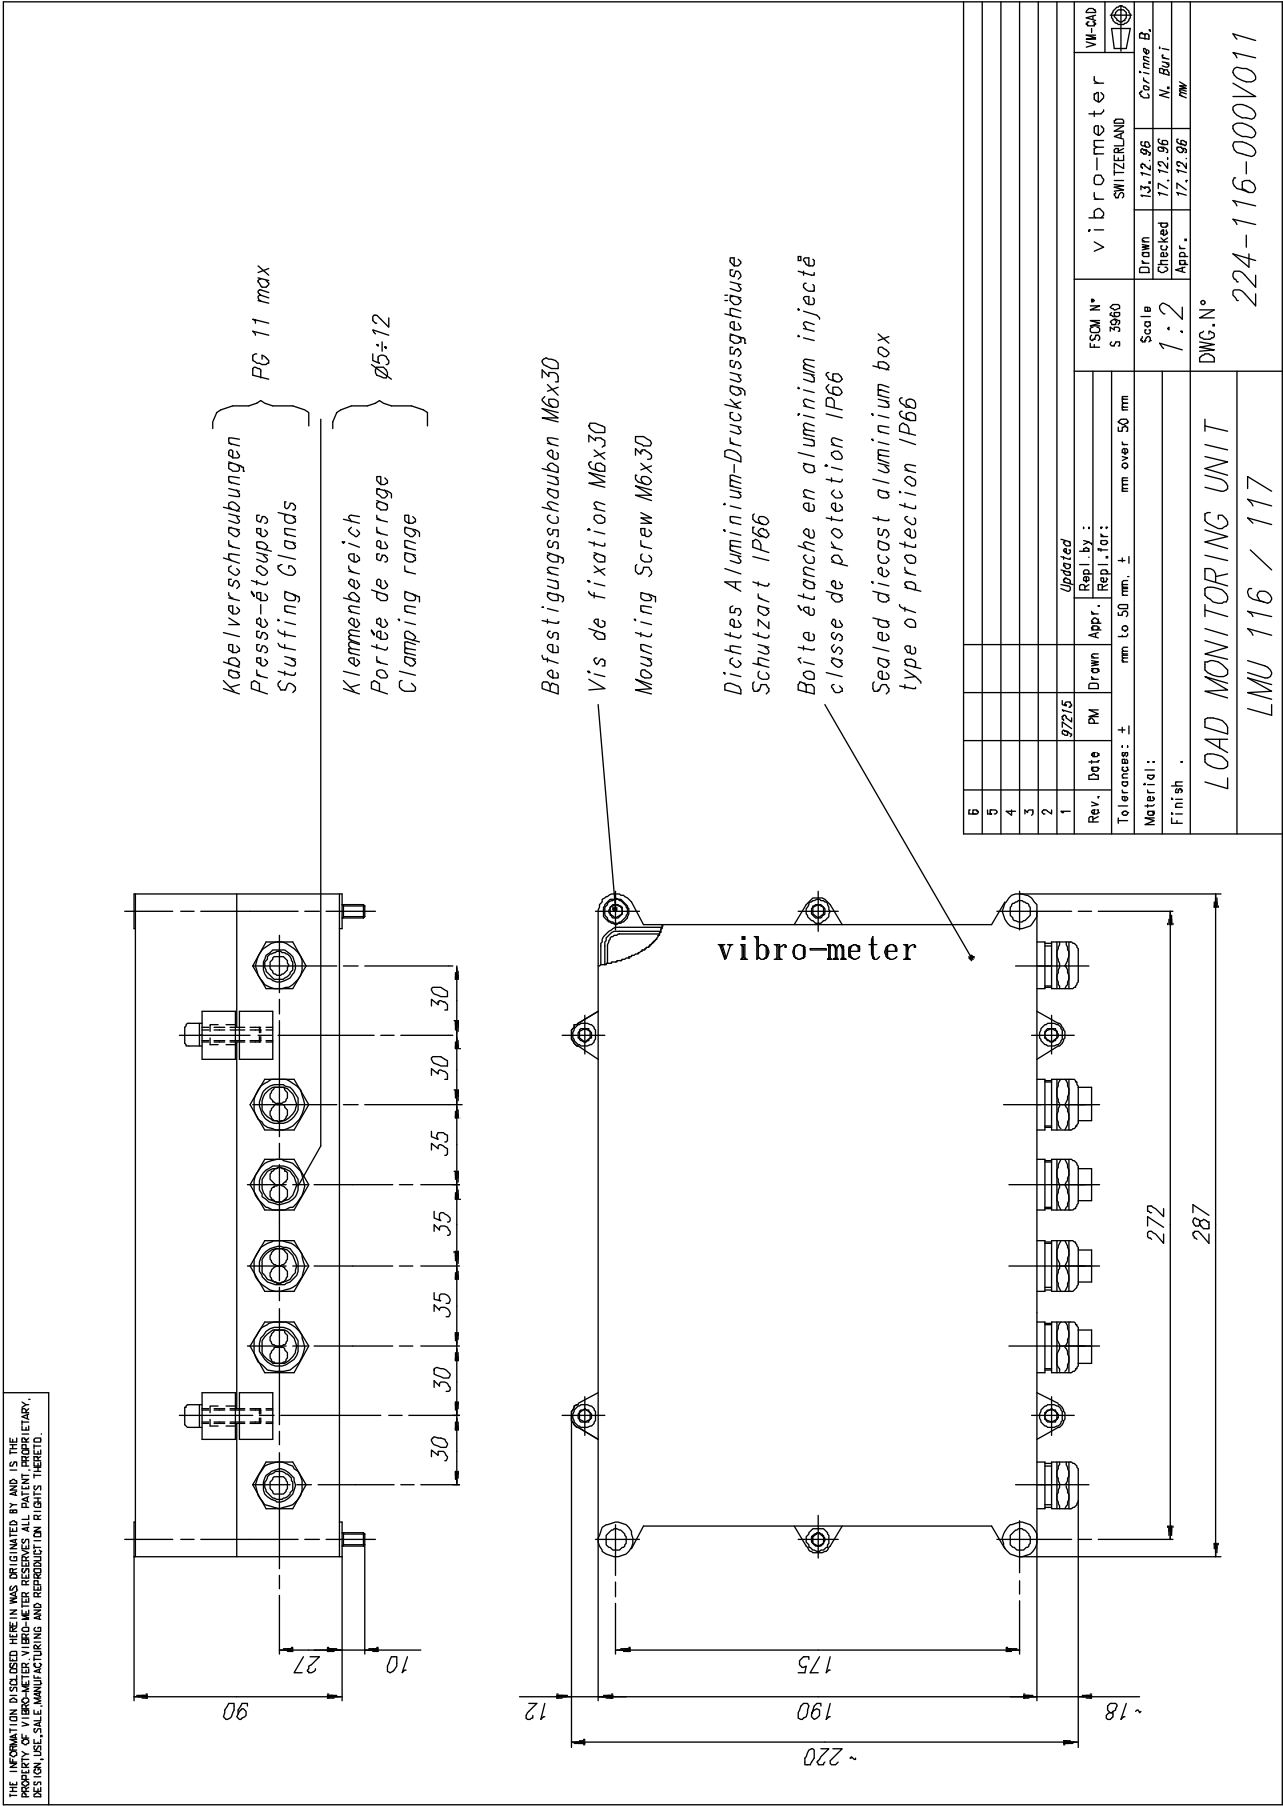 THE INFORMATION DISCLOSED HEREIN WAS ORIGINATED BY AND IS THE
PROPERTY OF VIBRO-METER.VIBRO-METER RESERVES ALL PATENT,PROPRIETARY,
DESIGN,USE,SALE,MANUFACTURING AND REPRODUCTION RIGHTS THERETO.
Kabelverschraubungen
Presse-étoupes
Stuffing Glands
PG 11 max
Klemmenbereich
Portée de serrage
Clamping range
Ø5÷12
90
27
10
30
30
35
35
35
30
30
Befestigungsschauben M6x30
Vis de fixation M6x30
Mounting Screw M6x30
Dichtes Aluminium-Druckgussgehäuse
Schutzart IP66
Boîte étanche en aluminium injecté
classe de protection IP66
Sealed diecast aluminium box
type of protection IP66
vibro-meter
12
175
190
~18
~220
272
287
6
5
4
3
2
1 97215 Updated
Rev. Date PM Drawn Appr. Repl.by :
Repl.for:
Tolerances: ± mm to 50 mm, ± mm over 50 mm
Material:
Finish .
FSCM N°
S 3960
vibro-meter
SWITZERLAND
VM-CAD
Scale
1:2
Drawn 13.12.96 Corinne B.
Checked 17.12.96 N. Buri
Appr. 17.12.96 mw
LOAD MONITORING UNIT
LMU 116 / 117
DWG.N°
224-116-000V011